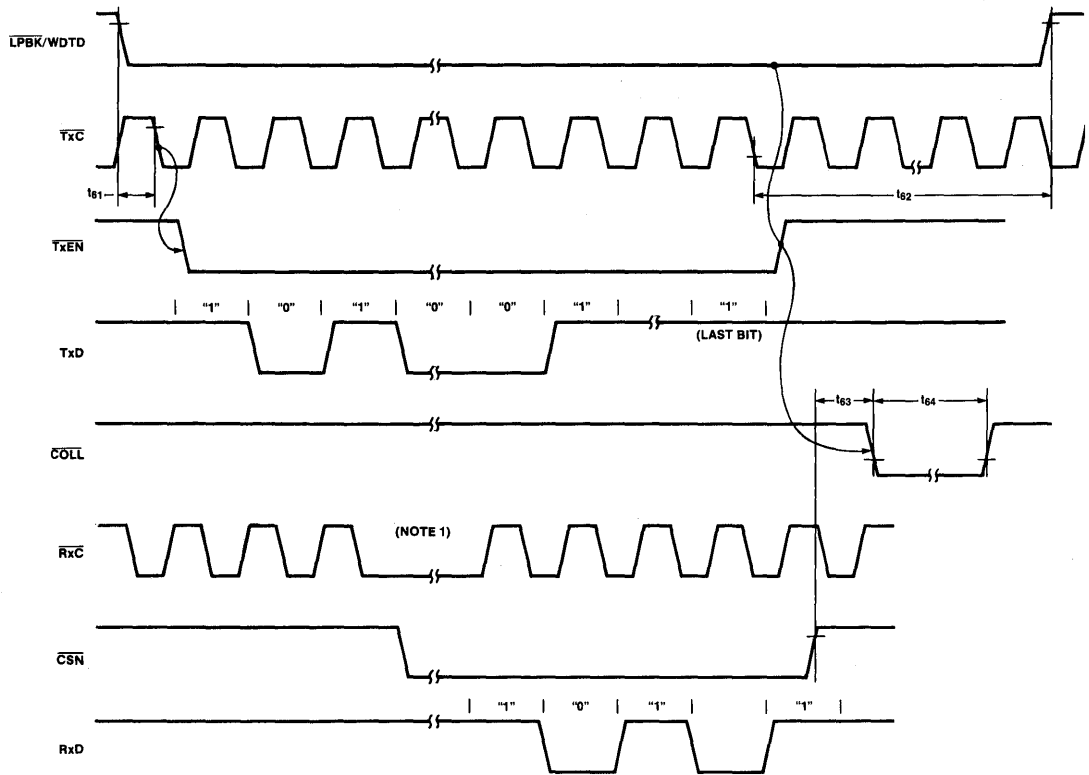 LPBK/WDTD
TxC
t61
t62
TxEN
"1" "0" "1" "0" "0" "1" "1"
(LAST BIT)
TxD
t63 t64
COLL
(NOTE 1)
RxC
CSN
"1" "0" "1" "1"
RxD